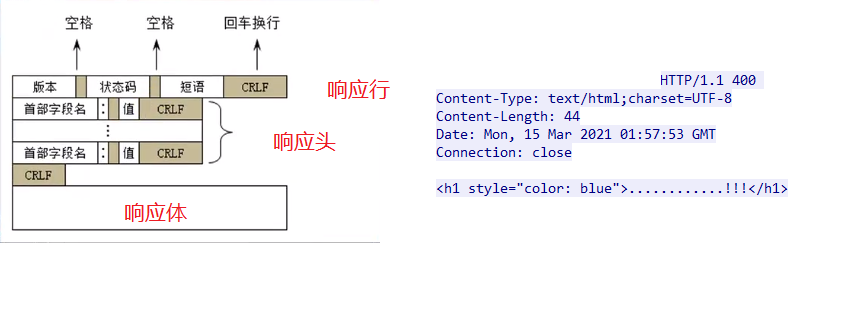 空格 空格 回车换行
版本 状态码 短语 CRLF 响应行
首部字段名 : 值 CRLF
⋮ 响应头
首部字段名 : 值 CRLF
CRLF
响应体
HTTP/1.1 400
Content-Type: text/html;charset=UTF-8
Content-Length: 44
Date: Mon, 15 Mar 2021 01:57:53 GMT
Connection: close
<h1 style="color: blue">............!!!</h1>